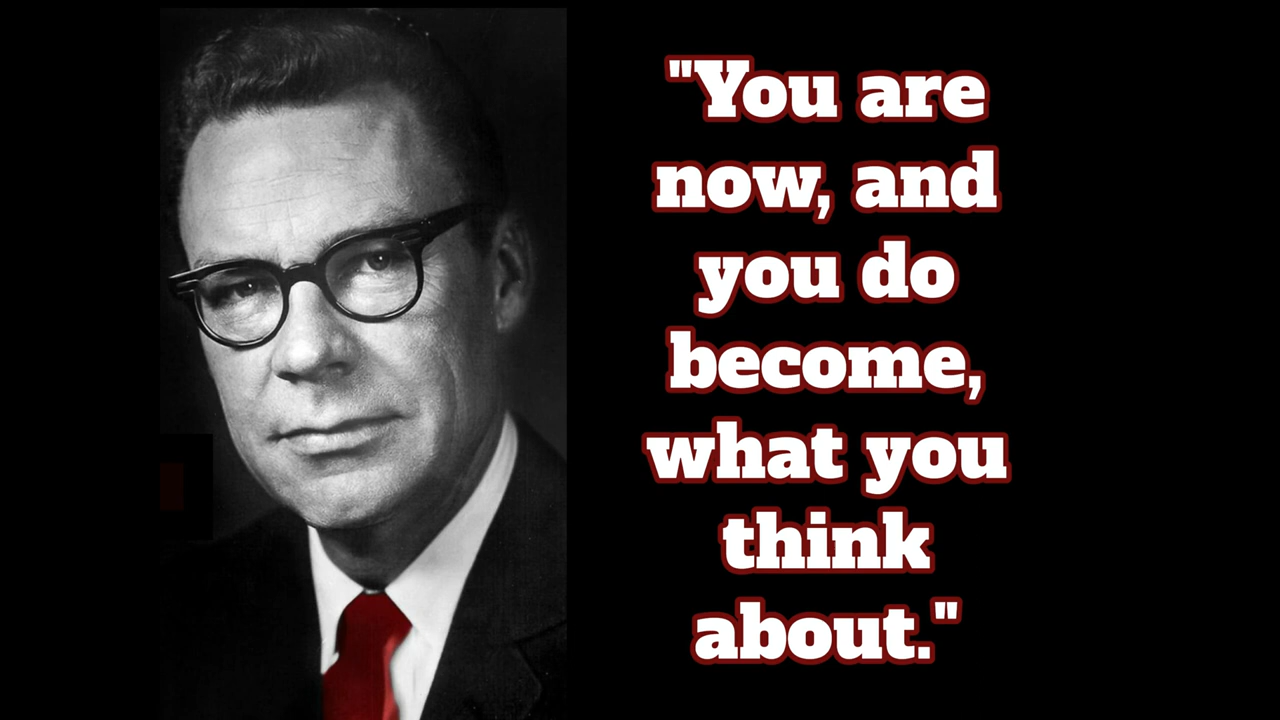 "You are
now, and
you do
become,
what you
think
about."